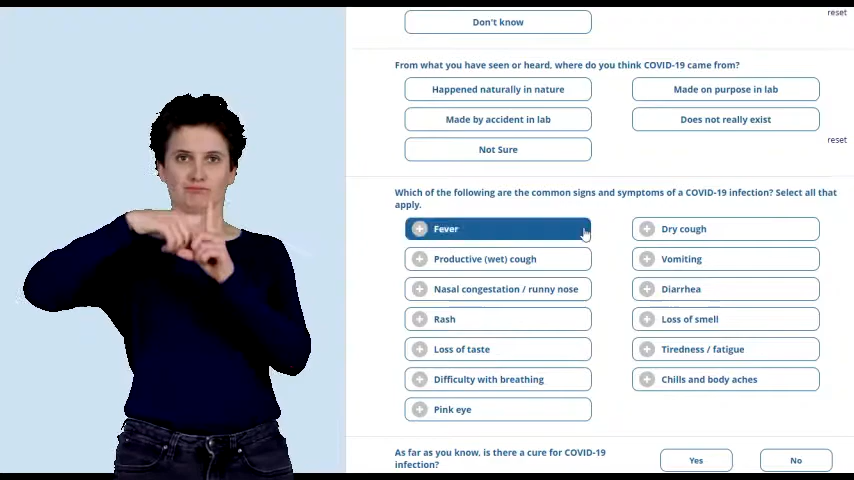 Don't know
reset
From what you have seen or heard, where do you think COVID-19 came from?
Happened naturally in nature
Made on purpose in lab
Made by accident in lab
Does not really exist
Not Sure
reset
Which of the following are the common signs and symptoms of a COVID-19 infection? Select all that
apply.
Fever
Dry cough
Productive (wet) cough
Vomiting
Nasal congestion / runny nose
Diarrhea
Rash
Loss of smell
Loss of taste
Tiredness / fatigue
Difficulty with breathing
Chills and body aches
Pink eye
As far as you know, is there a cure for COVID-19
infection?
Yes
No